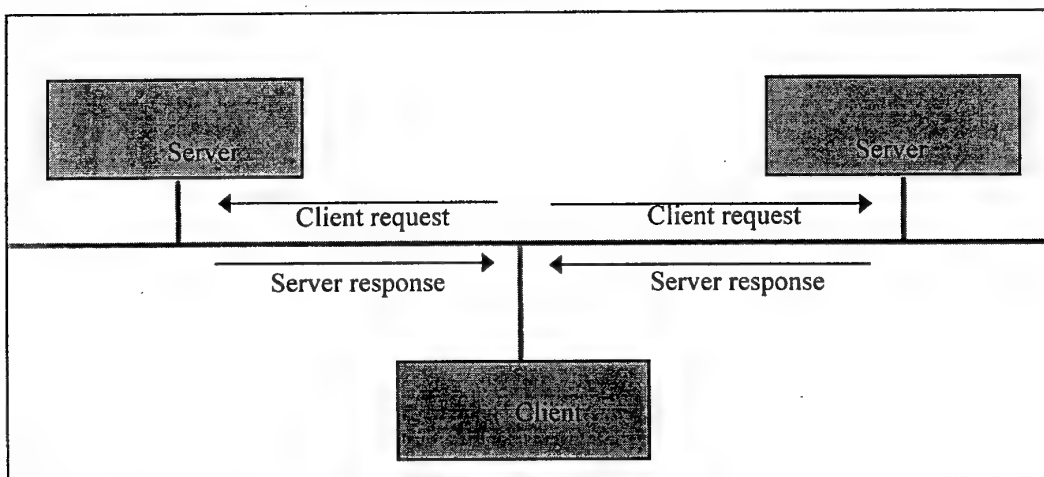 Server
Server
Client request
Client request
Server response
Server response
Client